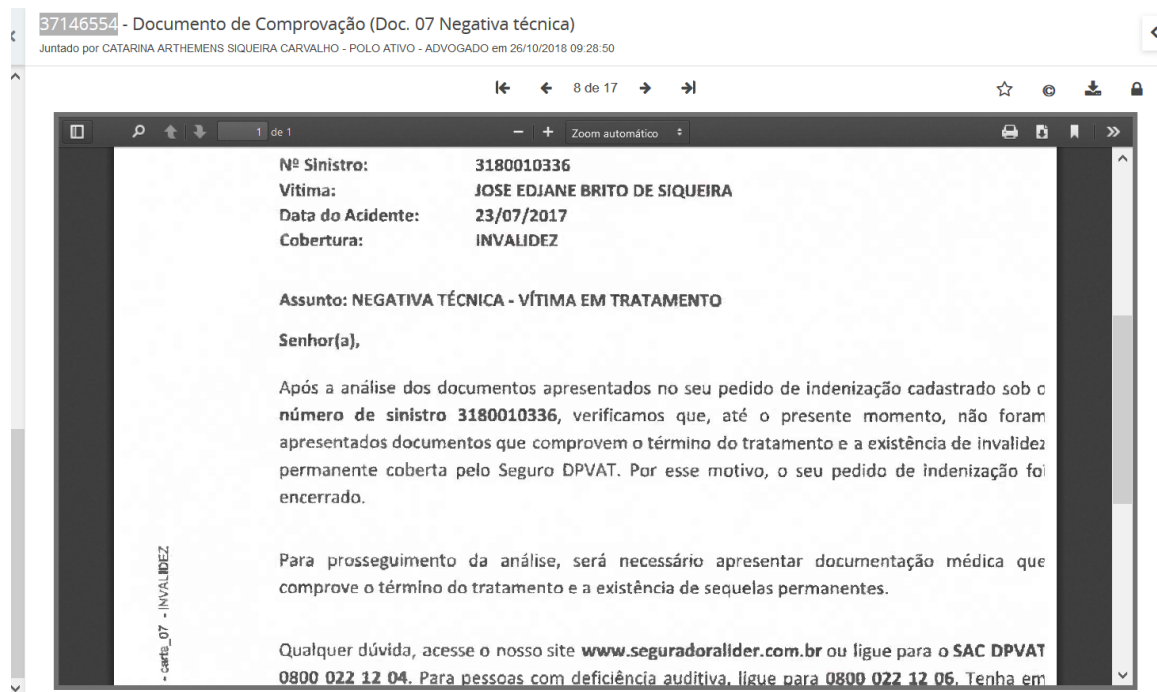 37146554 - Documento de Comprovação (Doc. 07 Negativa técnica)
Juntado por CATARINA ARTHEMENS SIQUEIRA CARVALHO - POLO ATIVO - ADVOGADO em 26/10/2018 09:28:50
8 de 17
1 de 1
Zoom automático
Nº Sinistro: 3180010336
Vitima: JOSE EDJANE BRITO DE SIQUEIRA
Data do Acidente: 23/07/2017
Cobertura: INVALIDEZ
Assunto: NEGATIVA TÉCNICA - VÍTIMA EM TRATAMENTO
Senhor(a),
Após a análise dos documentos apresentados no seu pedido de indenização cadastrado sob o
número de sinistro 3180010336, verificamos que, até o presente momento, não foram
apresentados documentos que comprovem o término do tratamento e a existência de invalidez
permanente coberta pelo Seguro DPVAT. Por esse motivo, o seu pedido de indenização foi
encerrado.
Para prosseguimento da análise, será necessário apresentar documentação médica que
comprove o término do tratamento e a existência de sequelas permanentes.
Qualquer dúvida, acesse o nosso site www.seguradoralider.com.br ou ligue para o SAC DPVAT
0800 022 12 04. Para pessoas com deficiência auditiva, ligue para 0800 022 12 06. Tenha em
- carta_07 - INVALIDEZ